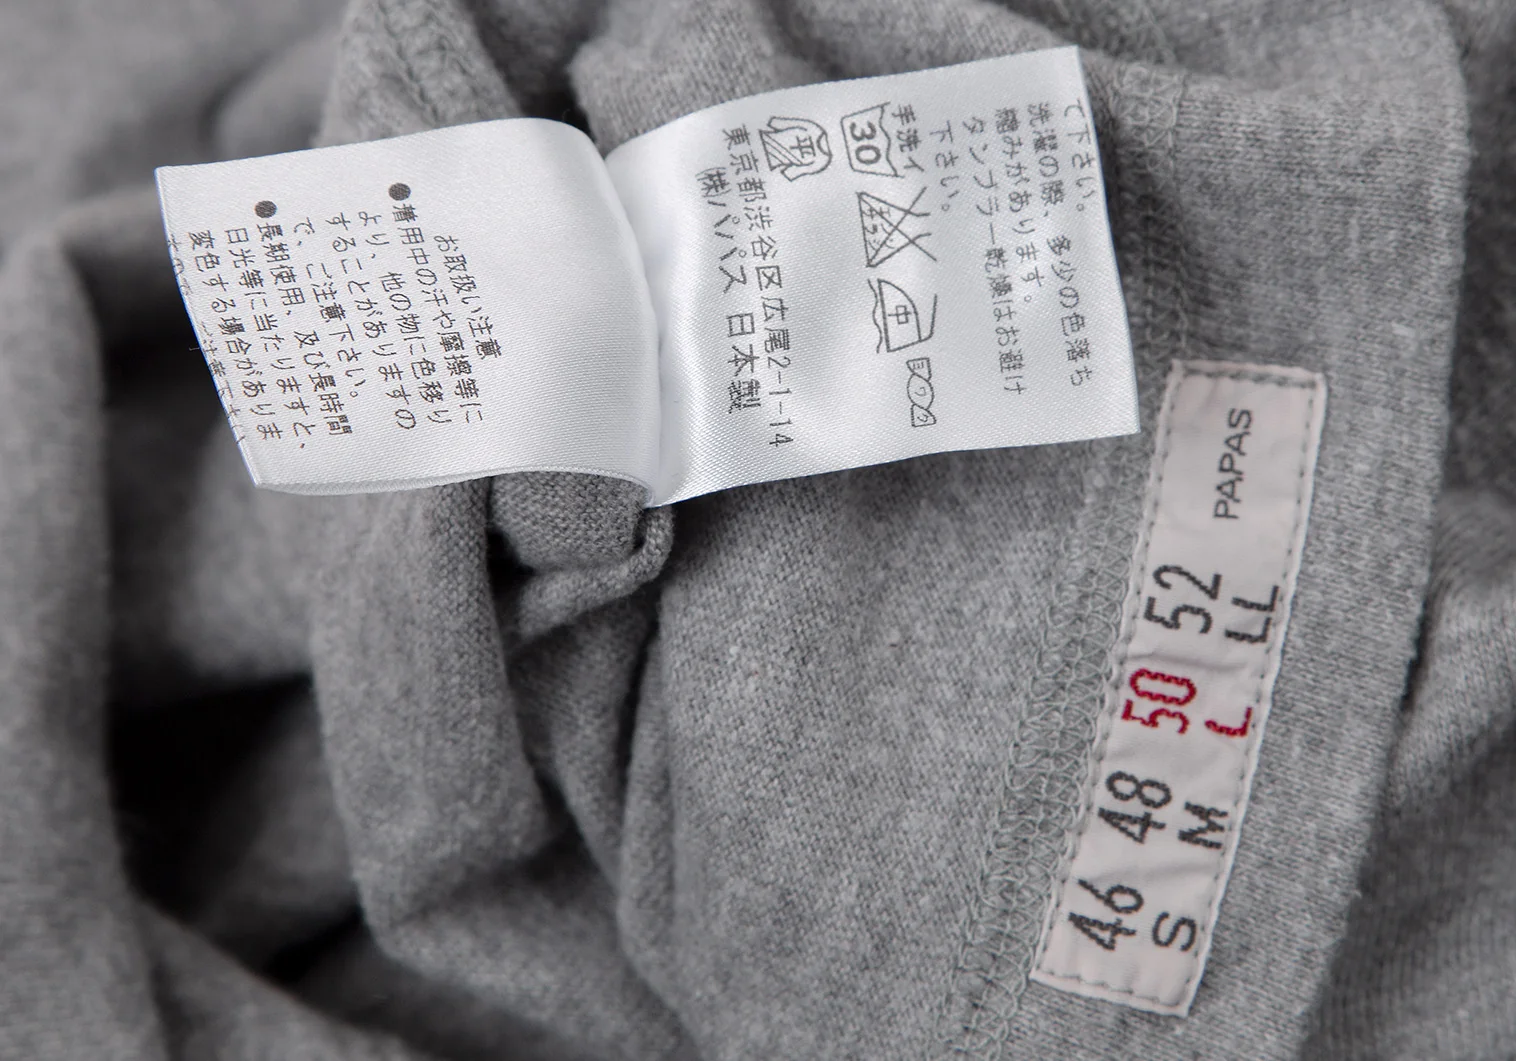 お取扱い注意
●着用中の汗や摩擦等に
より、他の物に色移り
することがありますの
で、ご注意下さい。
●長期使用、及び長時間
日光等に当たりますと、
変色する場合がありま
て下さい。
洗濯の際、多少の色落ち
縮みがあります。
タンブラー乾燥はお避け
下さい。
手洗イ
30
エンソサラシ
中
平
東京都渋谷区広尾2-1-14
(株)パパス 日本製
PAPAS
46 48 50 52
S M L LL